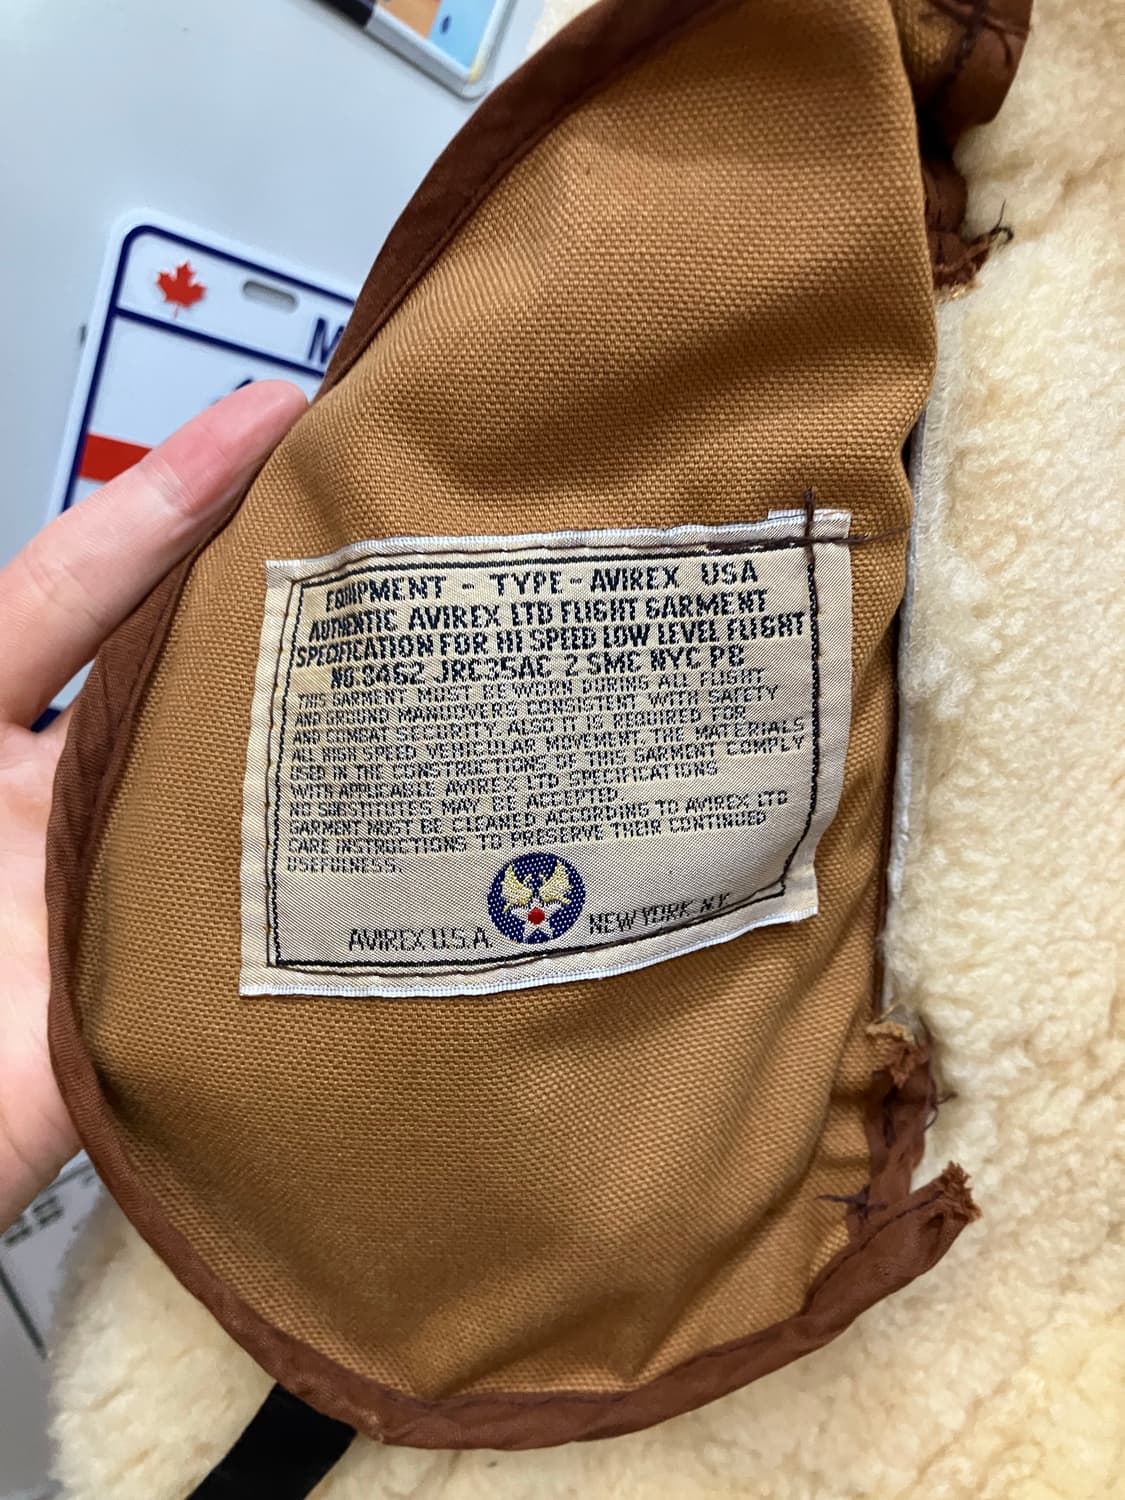 M
EQUIPMENT - TYPE - AVIREX USA
AUTHENTIC AVIREX LTD FLIGHT GARMENT
SPECIFICATION FOR HI SPEED LOW LEVEL FLIGHT
NO. 8462 JRC35AC 2 SMC NYC PB
THIS GARMENT MUST BE WORN DURING ALL FLIGHT
AND GROUND MANEUVERS CONSISTENT WITH SAFETY
AND COMBAT SECURITY. ALSO IT IS REQUIRED FOR
ALL HIGH SPEED VEHICULAR MOVEMENT. THE MATERIALS
USED IN THE CONSTRUCTIONS OF THIS GARMENT COMPLY
WITH APPLICABLE AVIREX LTD SPECIFICATIONS
NO SUBSTITUTES MAY BE ACCEPTED
GARMENT MUST BE CLEANED ACCORDING TO AVIREX LTD
CARE INSTRUCTIONS TO PRESERVE THEIR CONTINUED
USEFULNESS.
AVIREX U.S.A. NEW YORK N.Y.